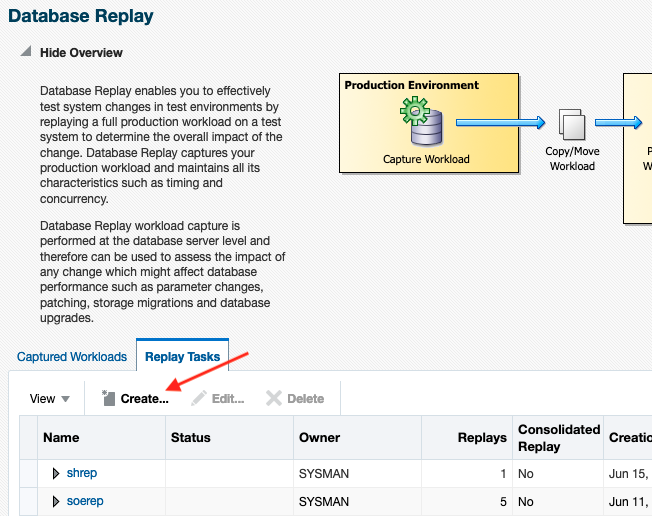 Database Replay
Hide Overview
Database Replay enables you to effectively
test system changes in test environments by
replaying a full production workload on a test
system to determine the overall impact of the
change. Database Replay captures your
production workload and maintains all its
characteristics such as timing and
concurrency.
Database Replay workload capture is
performed at the database server level and
therefore can be used to assess the impact of
any change which might affect database
performance such as parameter changes,
patching, storage migrations and database
upgrades.
Production Environment
Capture Workload
Copy/Move
Workload
P
W
Captured Workloads Replay Tasks
View Create... Edit... Delete
Name Status Owner Replays Consolidated Replay Creatio
shrep SYSMAN 1 No Jun 15,
soerep SYSMAN 5 No Jun 11,